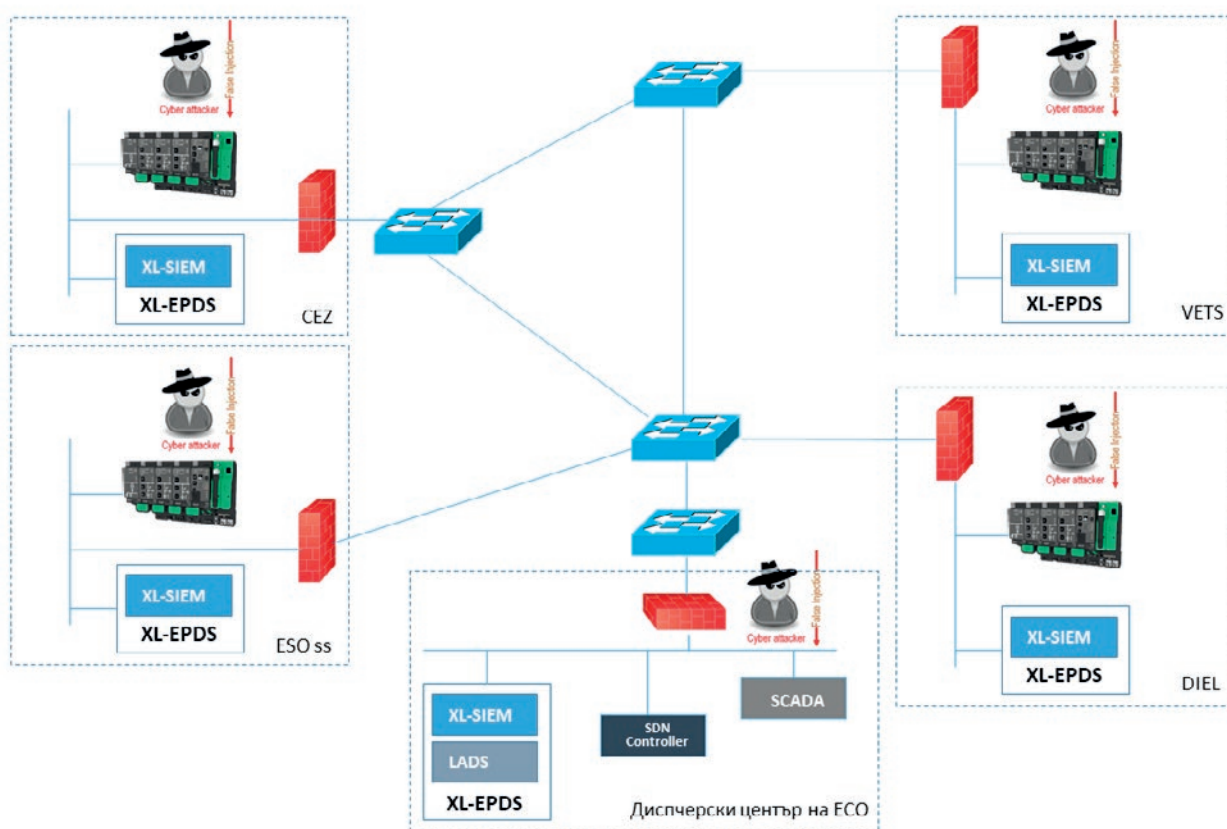 False Injection
Cyber attacker
XL-SIEM
XL-EPDS
CEZ
False Injection
Cyber attacker
XL-SIEM
XL-EPDS
VETS
False Injection
Cyber attacker
XL-SIEM
XL-EPDS
ESO ss
False Injection
Cyber attacker
XL-SIEM
XL-EPDS
DIEL
False Injection
Cyber attacker
XL-SIEM
LADS
XL-EPDS
SDN
Controller
SCADA
Диспчерски център на ECO